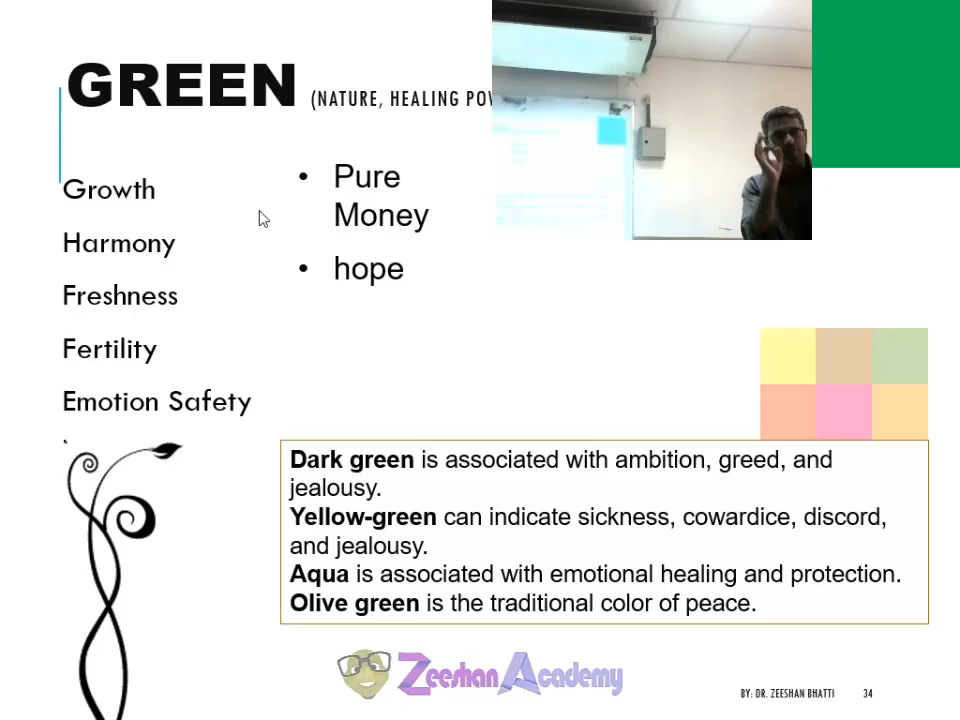 GREEN (NATURE, HEALING
Growth
Harmony
Freshness
Fertility
Emotion Safety
• Pure
Money
• hope
Dark green is associated with ambition, greed, and
jealousy.
Yellow-green can indicate sickness, cowardice, discord,
and jealousy.
Aqua is associated with emotional healing and protection.
Olive green is the traditional color of peace.
Zeeshan Academy
BY: DR. ZEESHAN BHATTI 34